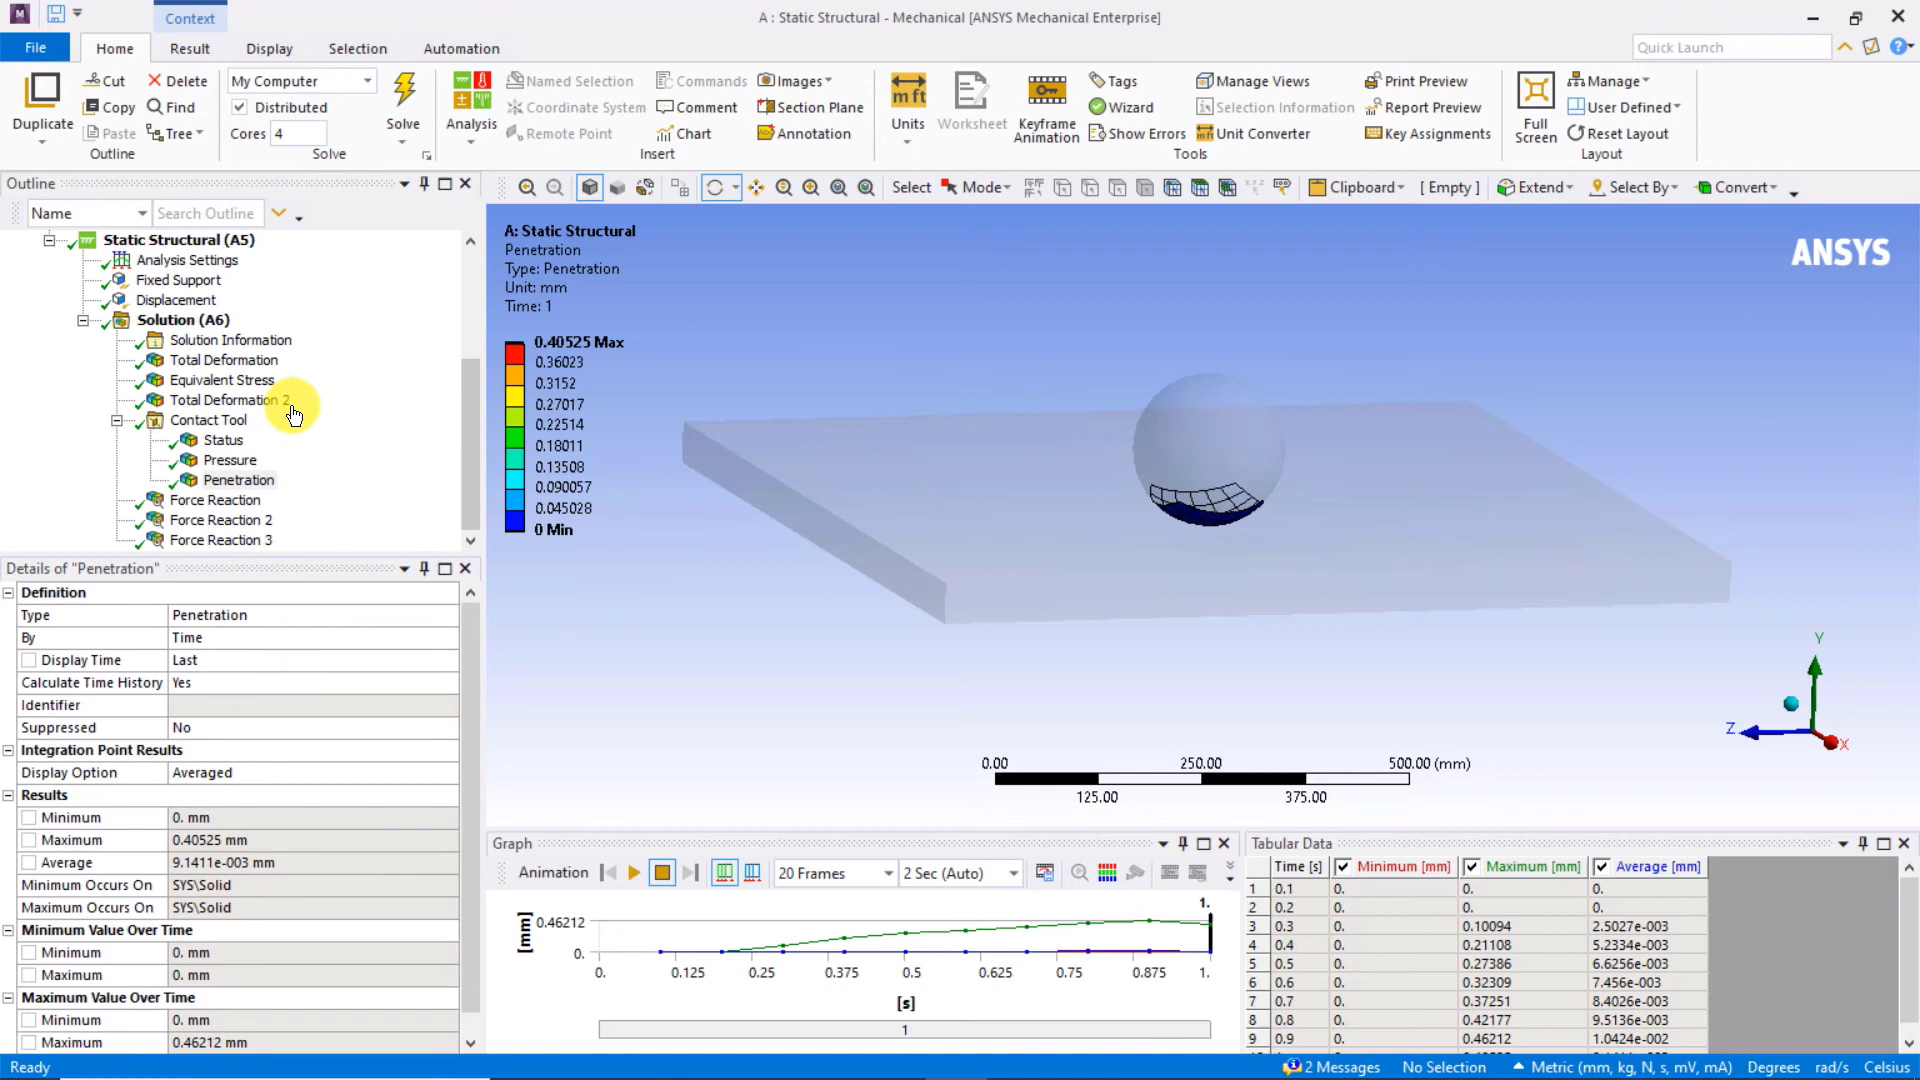 Context
A : Static Structural - Mechanical [ANSYS Mechanical Enterprise]
File Home Result Display Selection Automation
Quick Launch
Duplicate
Cut
Copy
Paste
Delete
Find
Tree
Outline
My Computer
Distributed
Cores 4
Solve
Solve
Analysis
Named Selection
Coordinate System
Remote Point
Commands
Comment
Chart
Images
Section Plane
Annotation
Insert
Units
Worksheet
Keyframe Animation
Tags
Wizard
Show Errors
Manage Views
Selection Information
Unit Converter
Print Preview
Report Preview
Key Assignments
Tools
Full Screen
Manage
User Defined
Reset Layout
Layout
Outline
Name Search Outline
Static Structural (A5)
Analysis Settings
Fixed Support
Displacement
Solution (A6)
Solution Information
Total Deformation
Equivalent Stress
Total Deformation 2
Contact Tool
Status
Pressure
Penetration
Force Reaction
Force Reaction 2
Force Reaction 3
Select Mode Clipboard [ Empty ] Extend Select By Convert
A: Static Structural
Penetration
Type: Penetration
Unit: mm
Time: 1
0.40525 Max
0.36023
0.3152
0.27017
0.22514
0.18011
0.13508
0.090057
0.045028
0 Min
ANSYS
Y
Z
X
0.00 250.00 500.00 (mm)
125.00 375.00
Details of "Penetration"
Definition
Type Penetration
By Time
Display Time Last
Calculate Time History Yes
Identifier
Suppressed No
Integration Point Results
Display Option Averaged
Results
Minimum 0. mm
Maximum 0.40525 mm
Average 9.1411e-003 mm
Minimum Occurs On SYS\Solid
Maximum Occurs On SYS\Solid
Minimum Value Over Time
Minimum 0. mm
Maximum 0. mm
Maximum Value Over Time
Minimum 0. mm
Maximum 0.46212 mm
Graph
Animation 20 Frames 2 Sec (Auto)
1.
[mm]
0.46212
0.
0. 0.125 0.25 0.375 0.5 0.625 0.75 0.875 1.
[s]
1
Tabular Data
Time [s] Minimum [mm] Maximum [mm] Average [mm]
1 0.1 0. 0. 0.
2 0.2 0. 0. 0.
3 0.3 0. 0.10094 2.5027e-003
4 0.4 0. 0.21108 5.2334e-003
5 0.5 0. 0.27386 6.6256e-003
6 0.6 0. 0.32309 7.456e-003
7 0.7 0. 0.37251 8.4026e-003
8 0.8 0. 0.42177 9.5136e-003
9 0.9 0. 0.46212 1.0424e-002
Ready
2 Messages No Selection Metric (mm, kg, N, s, mV, mA) Degrees rad/s Celsius